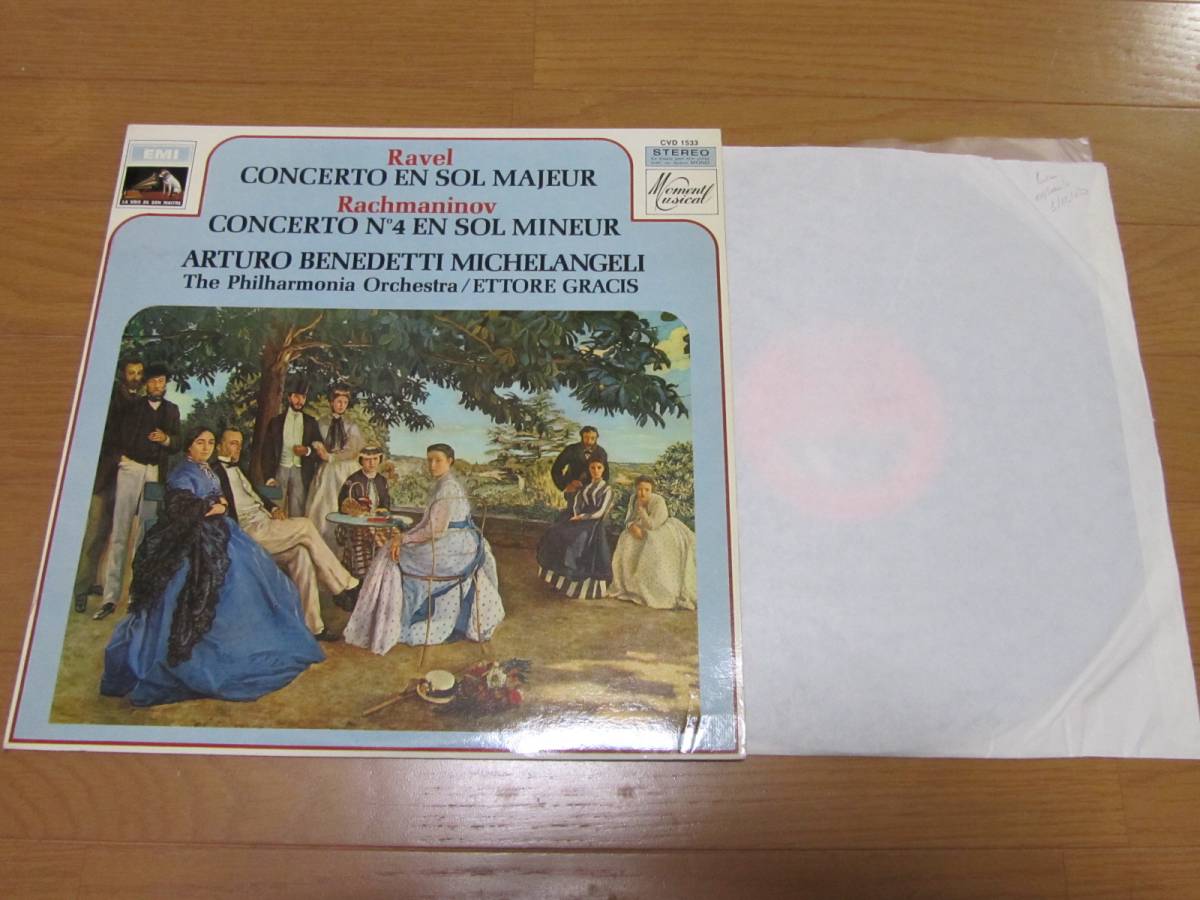 EMI
LA VOIX DE SON MAITRE
Ravel
CONCERTO EN SOL MAJEUR
Rachmaninov
CONCERTO Nº4 EN SOL MINEUR
ARTURO BENEDETTI MICHELANGELI
The Philharmonia Orchestra/ETTORE GRACIS
CVD 1533
STEREO
Moment
Musical